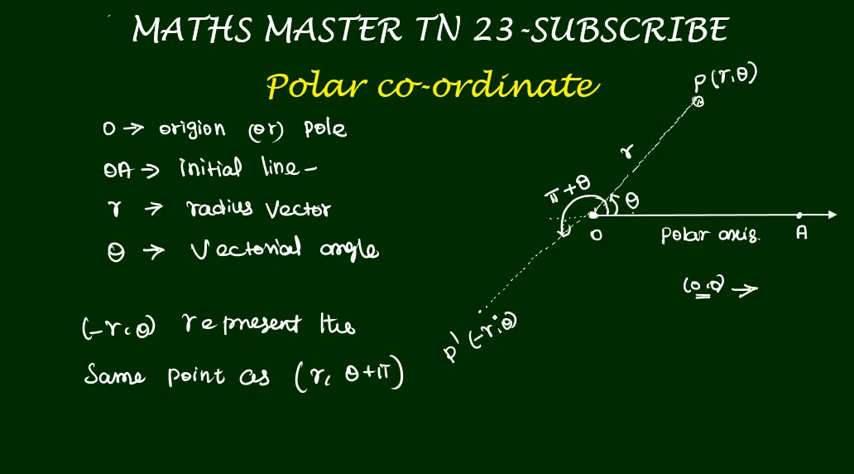 MATHS MASTER TN 23-SUBSCRIBE
Polar co-ordinate
O → origion (or) pole
OA → initial line -
r → radius vector
θ → Vectorial angle
(-r, θ) represent the
Same point as (r, θ+π)
P(r, θ)
r
π+θ
θ
O
Polar axis.
A
(0, θ) →
P' (-r, θ)